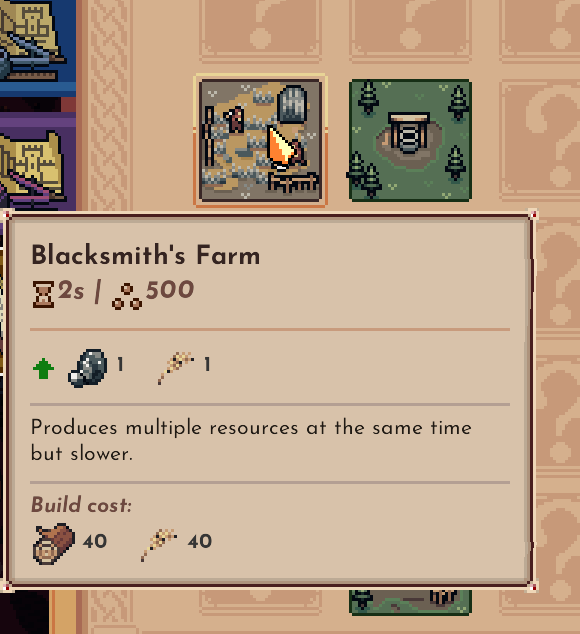 Blacksmith's Farm
2s / 500
1 1
Produces multiple resources at the same time
but slower.
Build cost:
40 40